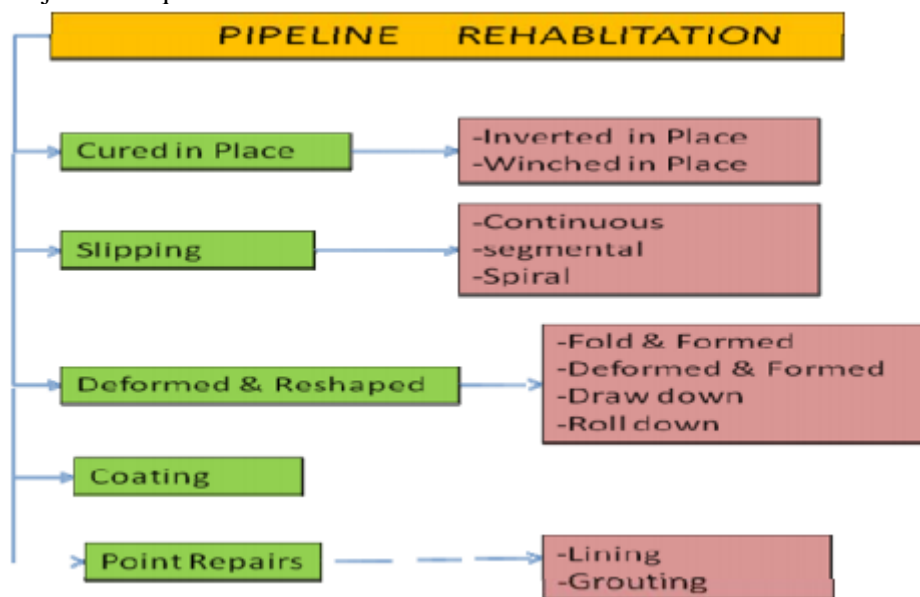 PIPELINE REHABLITATION
Cured in Place
-Inverted in Place
-Winched in Place
Slipping
-Continuous
-segmental
-Spiral
Deformed & Reshaped
-Fold & Formed
-Deformed & Formed
-Draw down
-Roll down
Coating
Point Repairs
-Lining
-Grouting